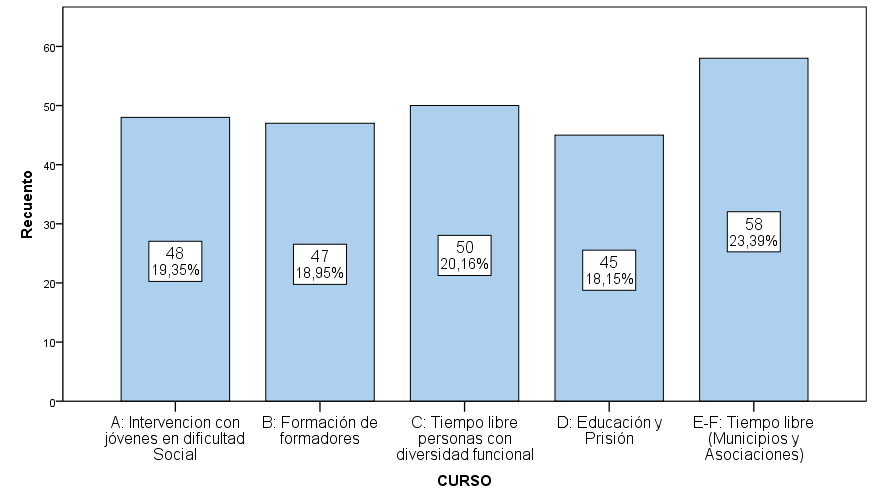 Recuento
60
50
40
30
20
10
0
48
19,35%
47
18,95%
50
20,16%
45
18,15%
58
23,39%
A: Intervencion con
jóvenes en dificultad
Social
B: Formación de
formadores
C: Tiempo libre
personas con
diversidad funcional
D: Educación y
Prisión
E-F: Tiempo libre
(Municipios y
Asociaciones)
CURSO